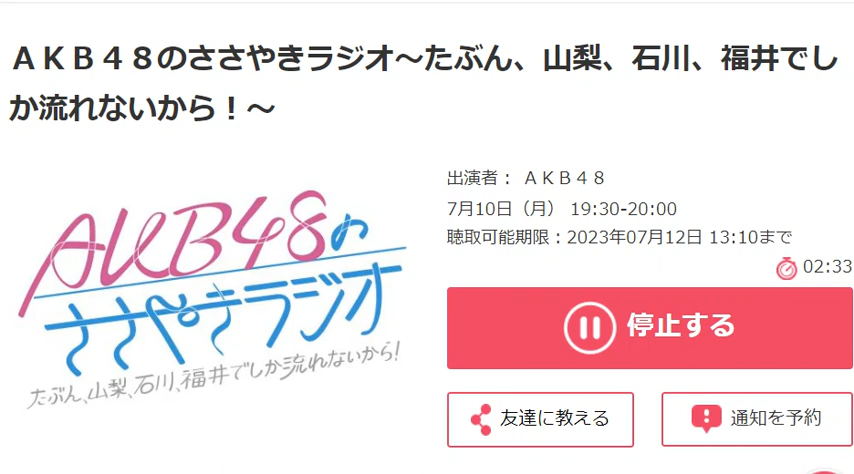 ＡＫＢ４８のささやきラジオ～たぶん、山梨、石川、福井でし
か流れないから！～
AKB48の
ささやきラジオ
たぶん、山梨、石川、福井でしか流れないから!
出演者： ＡＫＢ４８
7月10日（月） 19:30-20:00
聴取可能期限：2023年07月12日 13:10まで
02:33
停止する
友達に教える
通知を予約